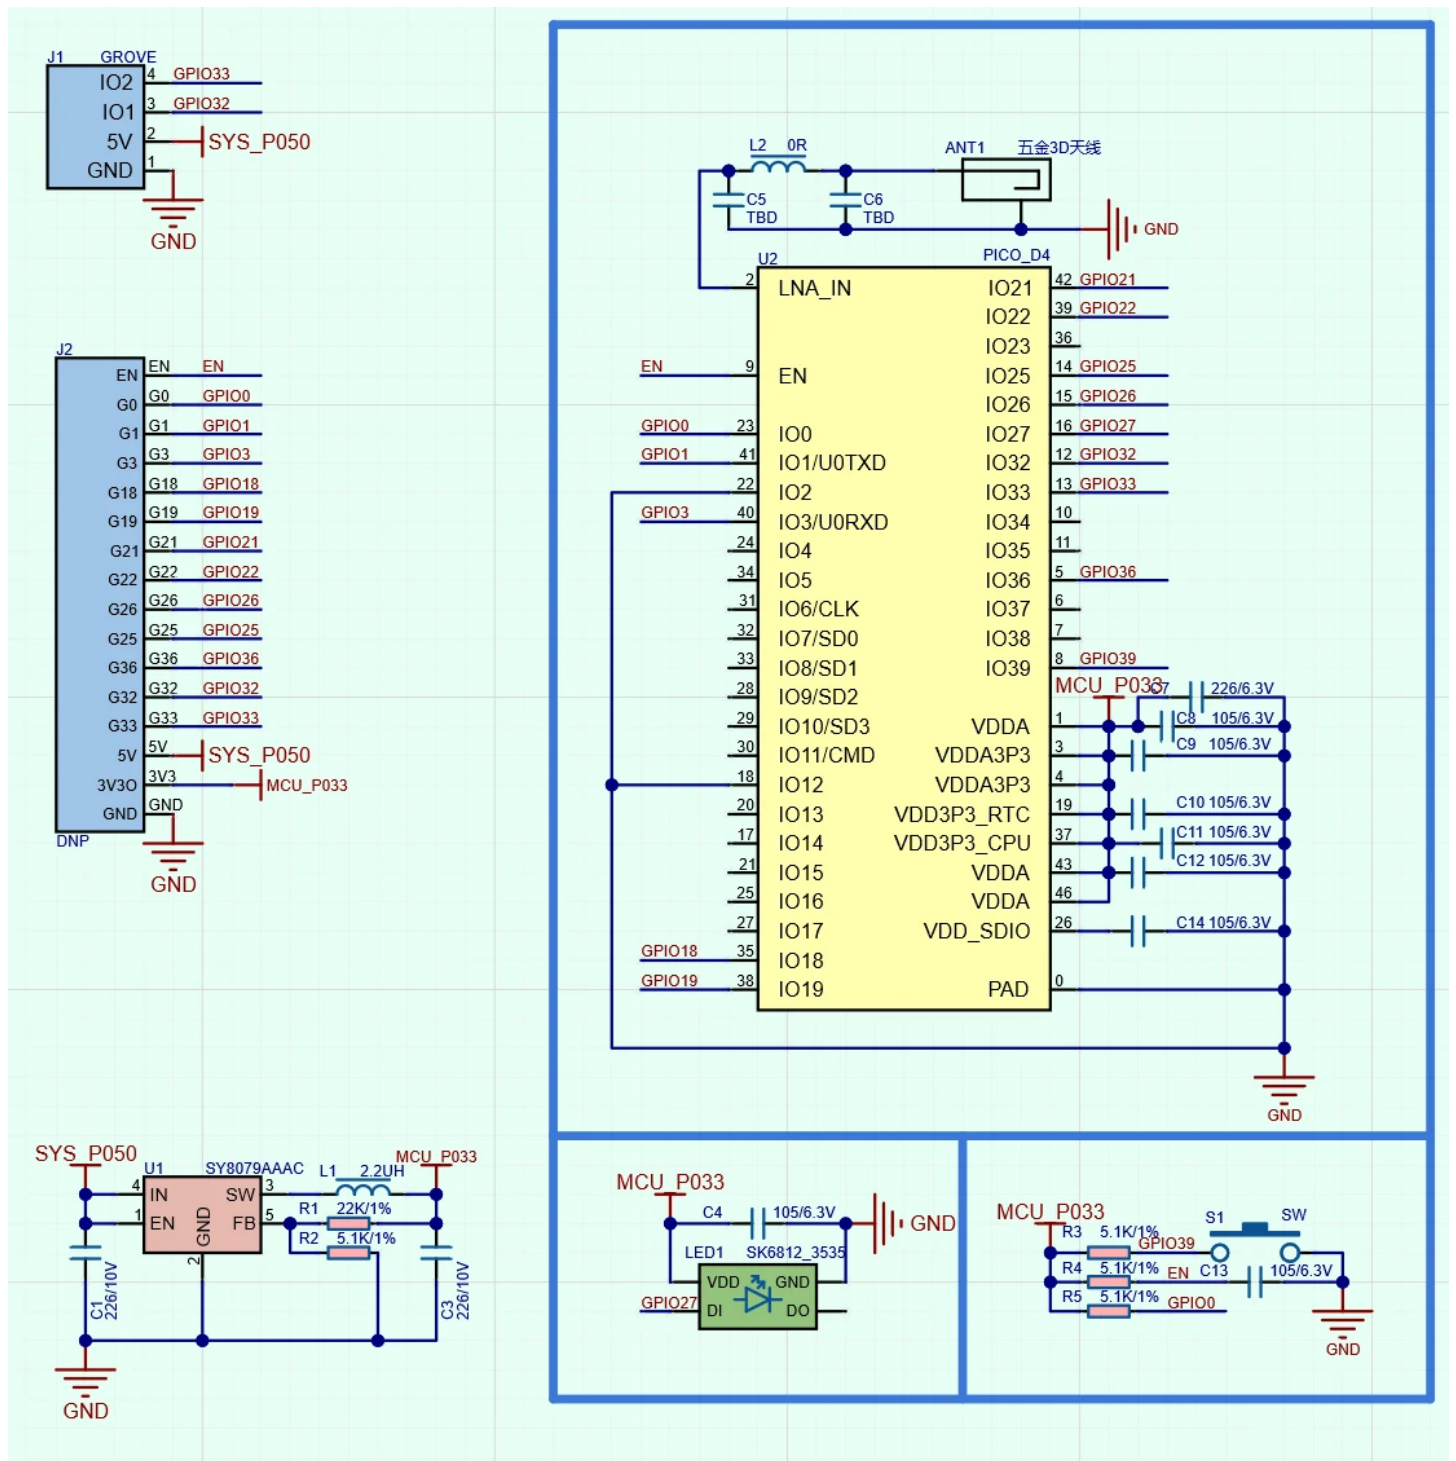 J1 GROVE
IO2 4 GPIO33
IO1 3 GPIO32
5V 2 SYS_P050
GND 1
GND
J2
EN EN EN
G0 G0 GPIO0
G1 G1 GPIO1
G3 G3 GPIO3
G18 G18 GPIO18
G19 G19 GPIO19
G21 G21 GPIO21
G22 G22 GPIO22
G26 G26 GPIO26
G25 G25 GPIO25
G36 G36 GPIO36
G32 G32 GPIO32
G33 G33 GPIO33
5V 5V SYS_P050
3V3O 3V3 MCU_P033
GND GND
DNP
GND
L2 0R
ANT1 五金3D天线
C5 C6
TBD TBD
GND
U2 PICO_D4
2 LNA_IN IO21 42 GPIO21
IO22 39 GPIO22
IO23 36
EN 9 EN IO25 14 GPIO25
IO26 15 GPIO26
GPIO0 23 IO0 IO27 16 GPIO27
GPIO1 41 IO1/U0TXD IO32 12 GPIO32
22 IO2 IO33 13 GPIO33
GPIO3 40 IO3/U0RXD IO34 10
24 IO4 IO35 11
34 IO5 IO36 5 GPIO36
31 IO6/CLK IO37 6
32 IO7/SD0 IO38 7
33 IO8/SD1 IO39 8 GPIO39
MCU_P033 C7 226/6.3V
28 IO9/SD2
29 IO10/SD3 VDDA 1 C8 105/6.3V
30 IO11/CMD VDDA3P3 3 C9 105/6.3V
18 IO12 VDDA3P3 4
20 IO13 VDD3P3_RTC 19 C10 105/6.3V
17 IO14 VDD3P3_CPU 37 C11 105/6.3V
21 IO15 VDDA 43 C12 105/6.3V
25 IO16 VDDA 46
27 IO17 VDD_SDIO 26 C14 105/6.3V
GPIO18 35 IO18
GPIO19 38 IO19 PAD 0
GND
SYS_P050 MCU_P033
U1 SY8079AAAC L1 2.2UH
4 IN SW 3
1 EN GND FB 5 R1 22K/1%
R2 5.1K/1%
2
C1 226/10V
C3 226/10V
GND
MCU_P033
C4 105/6.3V GND
LED1 SK6812_3535
VDD GND
GPIO27 DI DO
MCU_P033 S1 SW
R3 5.1K/1% GPIO39
R4 5.1K/1% EN C13 105/6.3V
R5 5.1K/1% GPIO0
GND